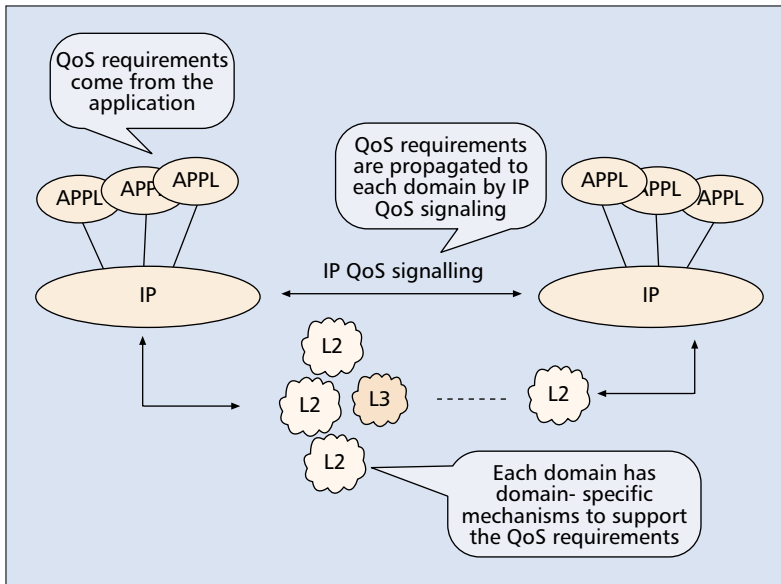 QoS requirements
come from the
application
QoS requirements
are propagated to
each domain by IP
QoS signaling
APPL
APPL
APPL
APPL
APPL
APPL
IP QoS signalling
IP
IP
L2
L2
L3
L2
L2
Each domain has
domain- specific
mechanisms to support
the QoS requirements